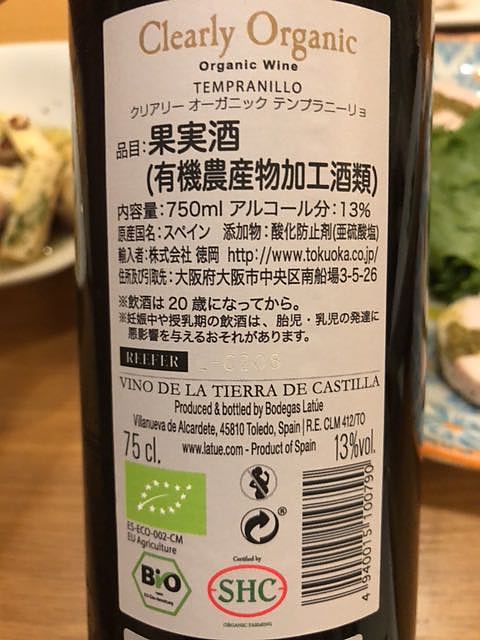 Clearly Organic
Organic Wine
TEMPRANILLO
クリアリー オーガニック テンプラニーリョ
品目:果実酒
(有機農産物加工酒類)
内容量:750ml アルコール分:13%
原産国名:スペイン 添加物:酸化防止剤(亜硫酸塩)
輸入者:株式会社 徳岡 http://www.tokuoka.co.jp/
住所及び引取先:大阪府大阪市中央区南船場3-5-26
※飲酒は20歳になってから。
※妊娠中や授乳期の飲酒は、胎児・乳児の発達に
悪影響を与えるおそれがあります。
REEFER L-C208
VINO DE LA TIERRA DE CASTILLA
Produced & bottled by Bodegas Latúe
Villanueva de Alcardete, 45810 Toledo, Spain | R.E. CLM 412/TO
75 cl. www.latue.com - Product of Spain 13%vol.
ES-ECO-002-CM
EU Agriculture
Bio
®
Certified by
SHC
ORGANIC FARMING
4 940015 100790